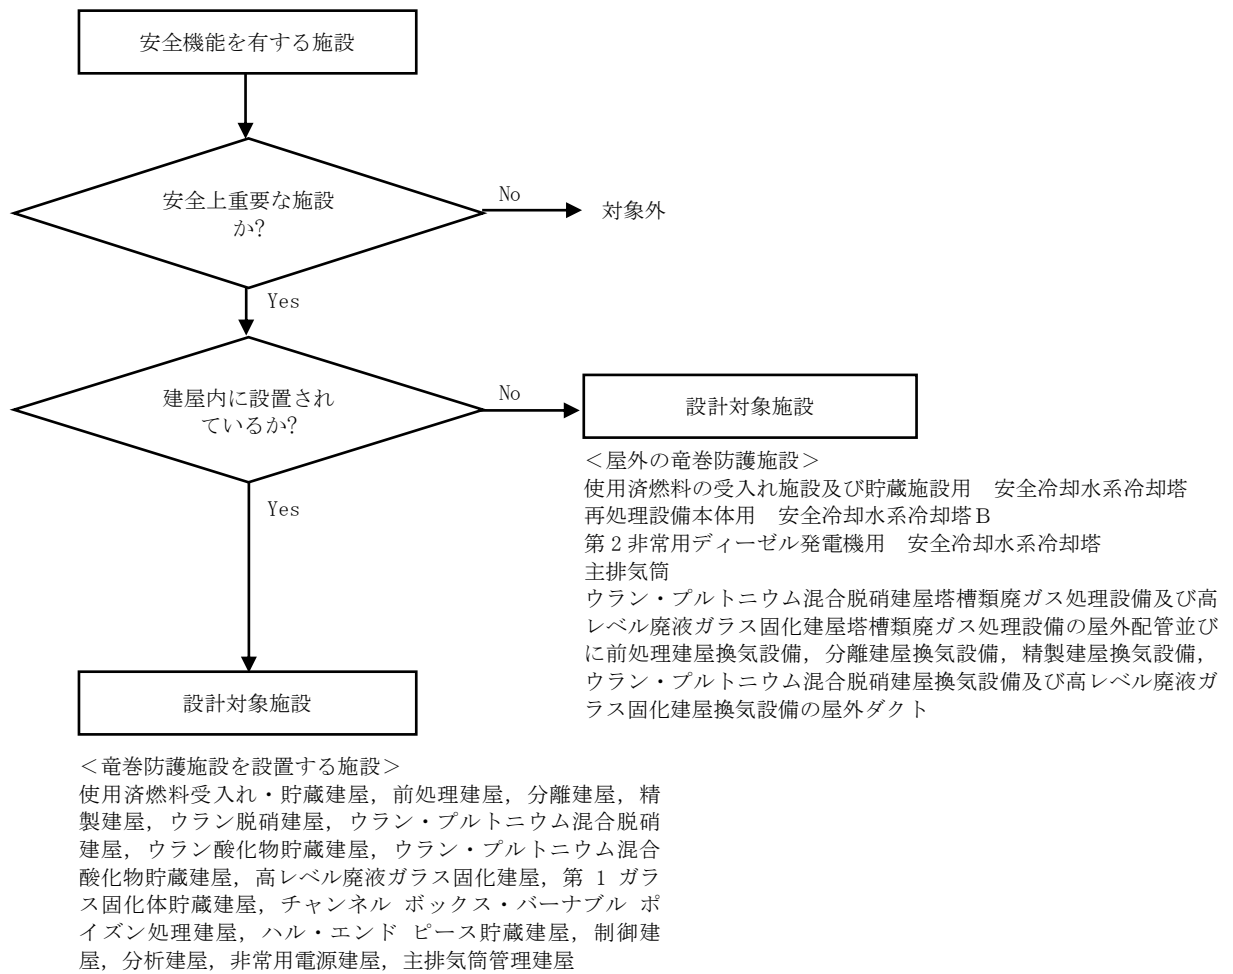 安全機能を有する施設
安全上重要な施設
か?
No
対象外
Yes
建屋内に設置され
ているか?
No
設計対象施設
＜屋外の竜巻防護施設＞
使用済燃料の受入れ施設及び貯蔵施設用　安全冷却水系冷却塔
再処理設備本体用　安全冷却水系冷却塔Ｂ
第２非常用ディーゼル発電機用　安全冷却水系冷却塔
主排気筒
ウラン・プルトニウム混合脱硝建屋塔槽類廃ガス処理設備及び高
レベル廃液ガラス固化建屋塔槽類廃ガス処理設備の屋外配管並び
に前処理建屋換気設備，分離建屋換気設備，精製建屋換気設備，
ウラン・プルトニウム混合脱硝建屋換気設備及び高レベル廃液ガ
ラス固化建屋換気設備の屋外ダクト
Yes
設計対象施設
＜竜巻防護施設を設置する施設＞
使用済燃料受入れ・貯蔵建屋，前処理建屋，分離建屋，精
製建屋，ウラン脱硝建屋，ウラン・プルトニウム混合脱硝
建屋，ウラン酸化物貯蔵建屋，ウラン・プルトニウム混合
酸化物貯蔵建屋，高レベル廃液ガラス固化建屋，第 1 ガラ
ス固化体貯蔵建屋，チャンネル ボックス・バーナブル ポ
イズン処理建屋，ハル・エンド ピース貯蔵建屋，制御建
屋，分析建屋，非常用電源建屋，主排気筒管理建屋